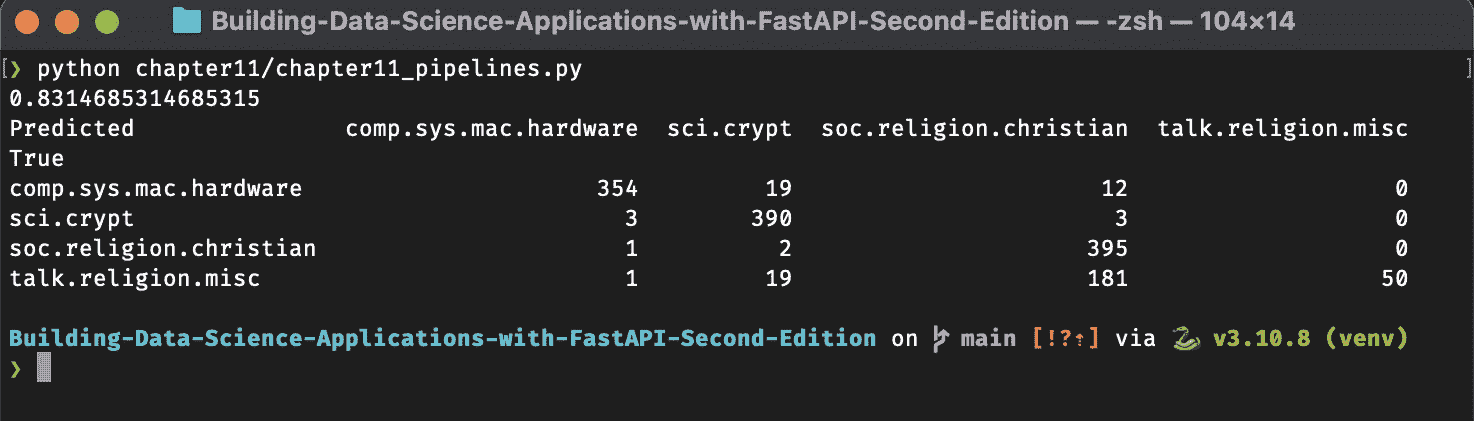 Building-Data-Science-Applications-with-FastAPI-Second-Edition — -zsh — 104×14
[❯ python chapter11/chapter11_pipelines.py ]
0.8314685314685315
Predicted comp.sys.mac.hardware sci.crypt soc.religion.christian talk.religion.misc
True
comp.sys.mac.hardware 354 19 12 0
sci.crypt 3 390 3 0
soc.religion.christian 1 2 395 0
talk.religion.misc 1 19 181 50
Building-Data-Science-Applications-with-FastAPI-Second-Edition on main [!?⇡] via 🐍 v3.10.8 (venv)
❯